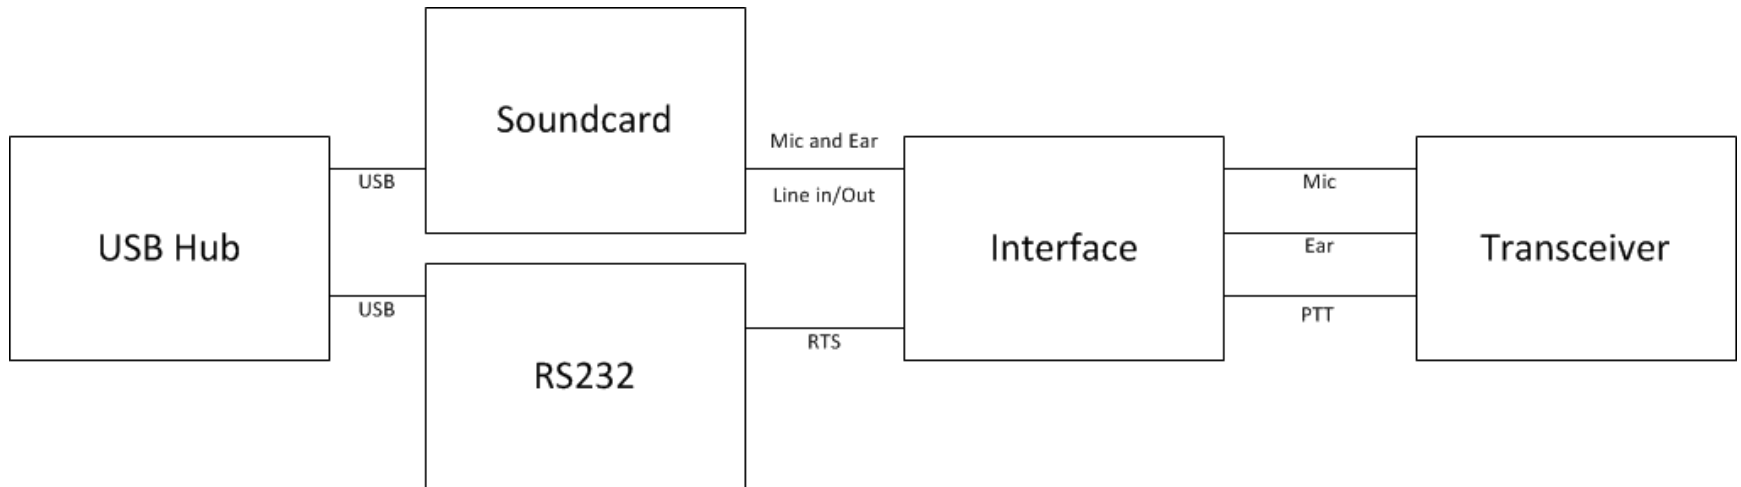 Soundcard
Mic and Ear
USB
Line in/Out
Mic
USB Hub
Interface
Ear
Transceiver
USB
PTT
RTS
RS232